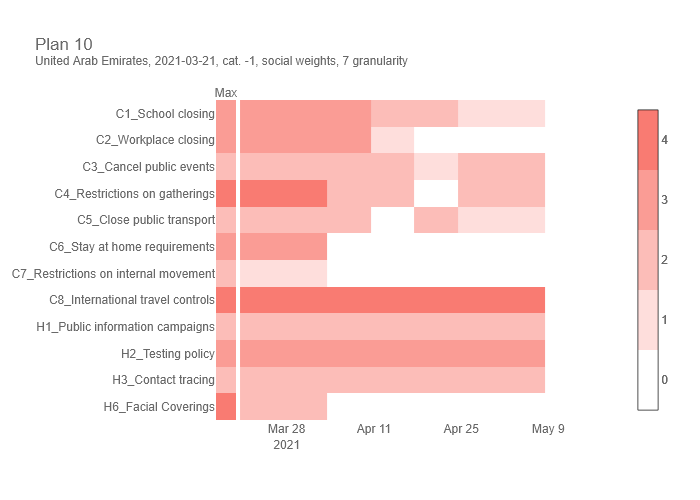 Plan 10
United Arab Emirates, 2021-03-21, cat. -1, social weights, 7 granularity
Max
C1_School closing
C2_Workplace closing
C3_Cancel public events
C4_Restrictions on gatherings
C5_Close public transport
C6_Stay at home requirements
C7_Restrictions on internal movement
C8_International travel controls
H1_Public information campaigns
H2_Testing policy
H3_Contact tracing
H6_Facial Coverings
Mar 28 Apr 11 Apr 25 May 9
2021
4
3
2
1
0